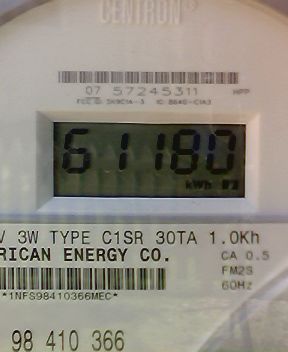 CENTRON®
07 57245311 HPP
61180
kWh
V 3W TYPE C1SR 30TA 1.0Kh
RICAN ENERGY CO. CA 0.5
FM2S
60Hz
*1NFS98410366MEC*
98 410 366